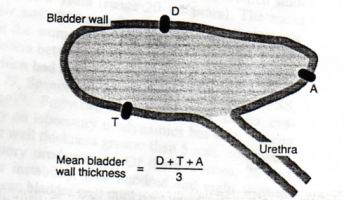 D
Bladder wall
A
T
Urethra
Mean bladder
wall thickness = D + T + A
3